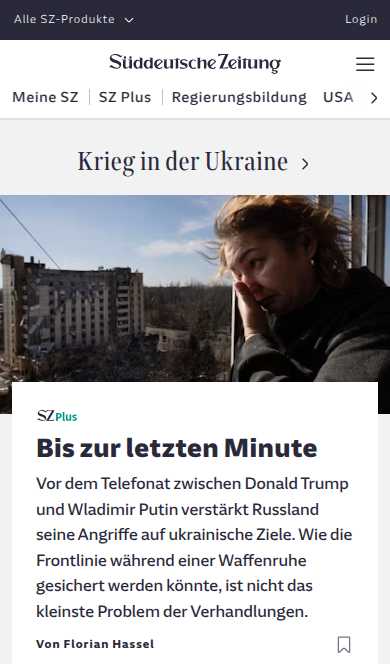 Alle SZ-Produkte
Login
Süddeutsche Zeitung
Meine SZ
SZ Plus
Regierungsbildung
USA
Krieg in der Ukraine
SZ Plus
Bis zur letzten Minute
Vor dem Telefonat zwischen Donald Trump
und Wladimir Putin verstärkt Russland
seine Angriffe auf ukrainische Ziele. Wie die
Frontlinie während einer Waffenruhe
gesichert werden könnte, ist nicht das
kleinste Problem der Verhandlungen.
Von Florian Hassel